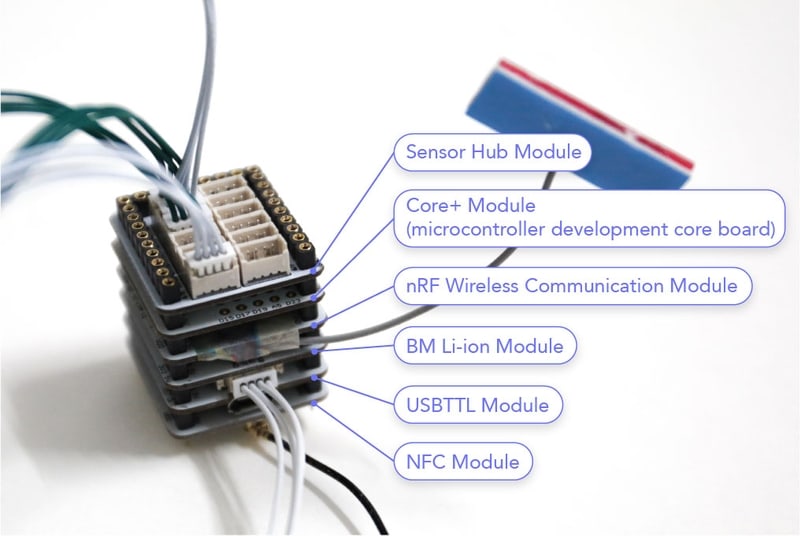 Sensor Hub Module
Core+ Module
(microcontroller development core board)
nRF Wireless Communication Module
BM Li-ion Module
USBTTL Module
NFC Module